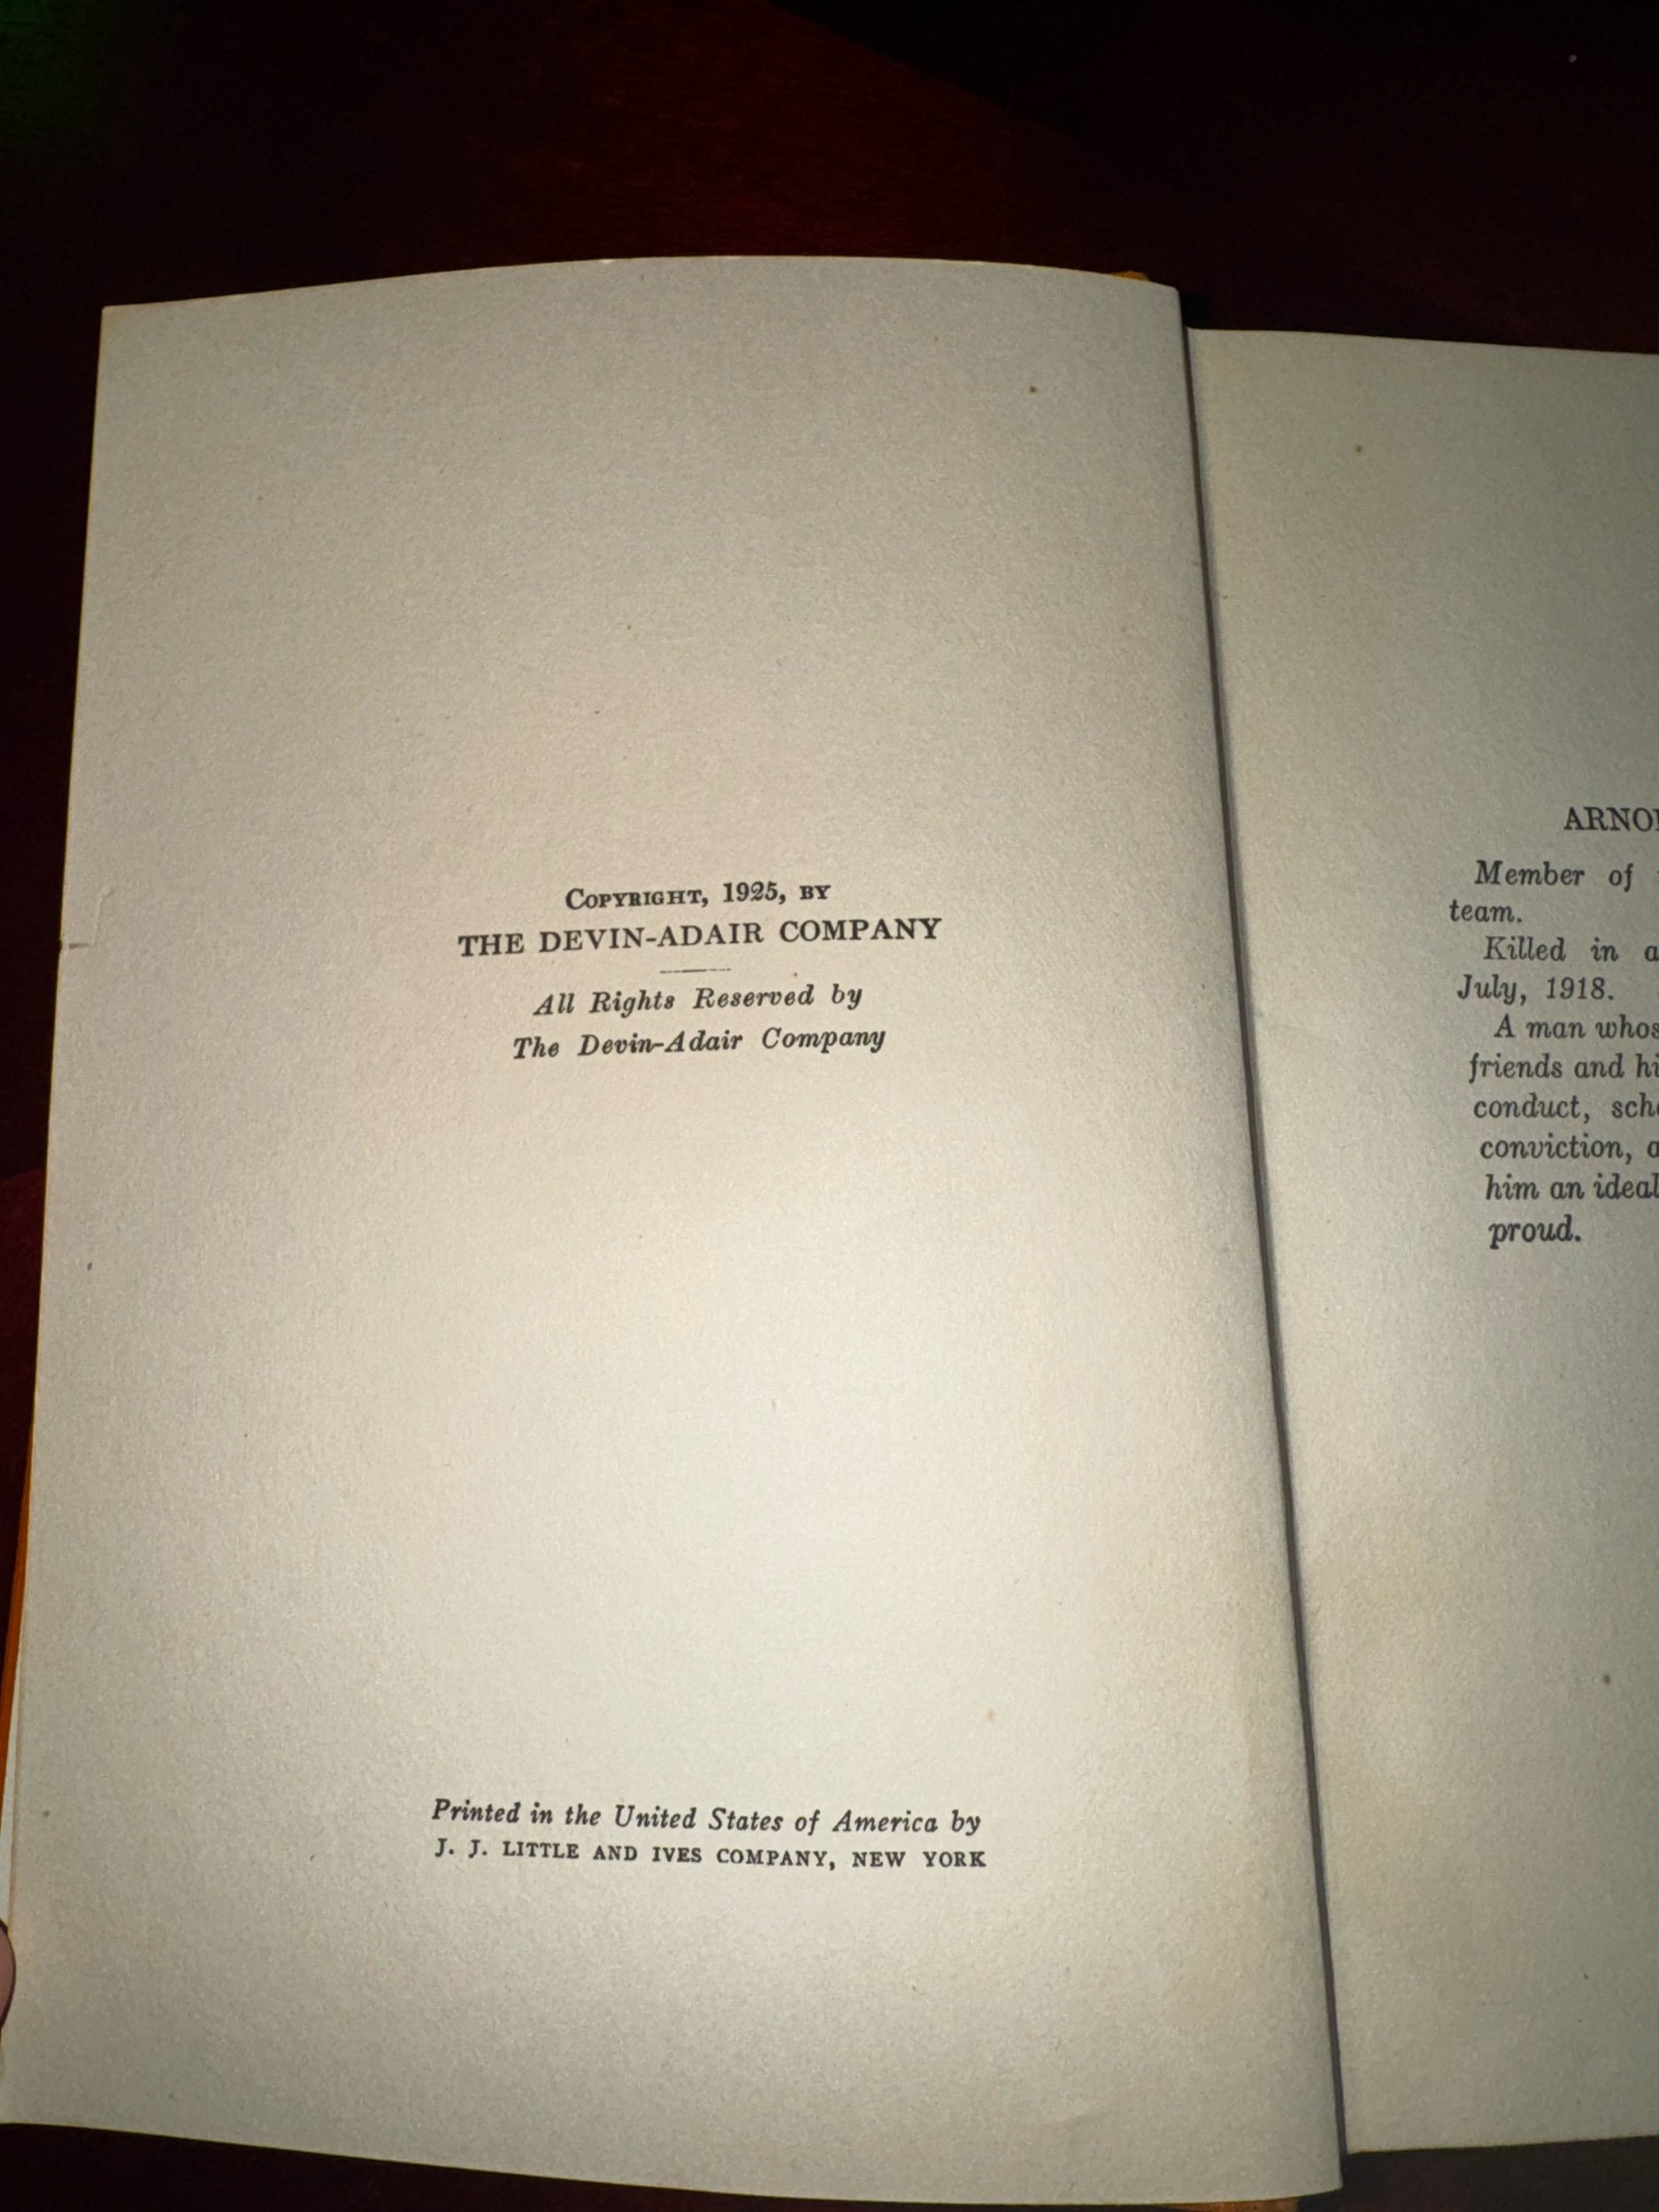 COPYRIGHT, 1925, BY
THE DEVIN-ADAIR COMPANY
All Rights Reserved by
The Devin-Adair Company
Printed in the United States of America by
J. J. LITTLE AND IVES COMPANY, NEW YORK
Member of
team.
Killed in
July, 1918.
A man
friends and
conduct,
conviction,
him an ideal
proud.